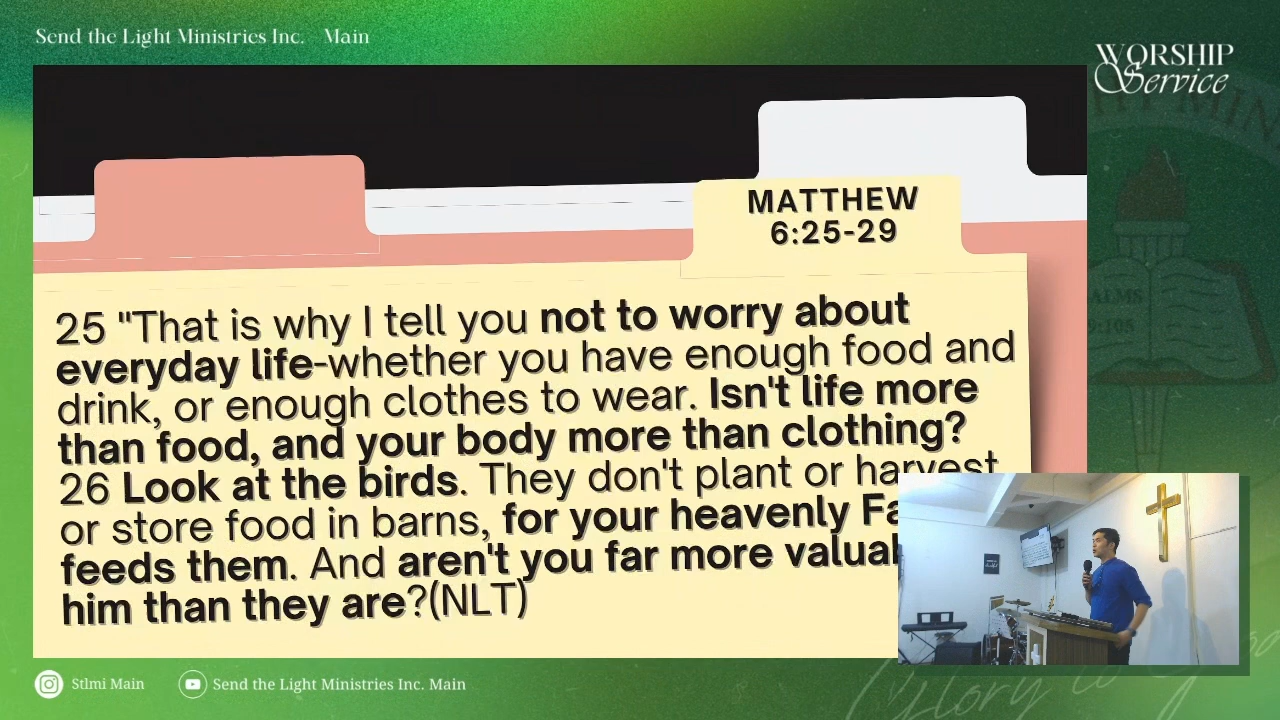 Send the Light Ministries Inc. Main
WORSHIP
Service
MATTHEW
6:25-29
25 "That is why I tell you not to worry about
everyday life-whether you have enough food and
drink, or enough clothes to wear. Isn't life more
than food, and your body more than clothing?
26 Look at the birds. They don't plant or harvest
or store food in barns, for your heavenly
feeds them. And aren't you far more
him than they are?(NLT)
Stlmi Main
Send the Light Ministries Inc. Main